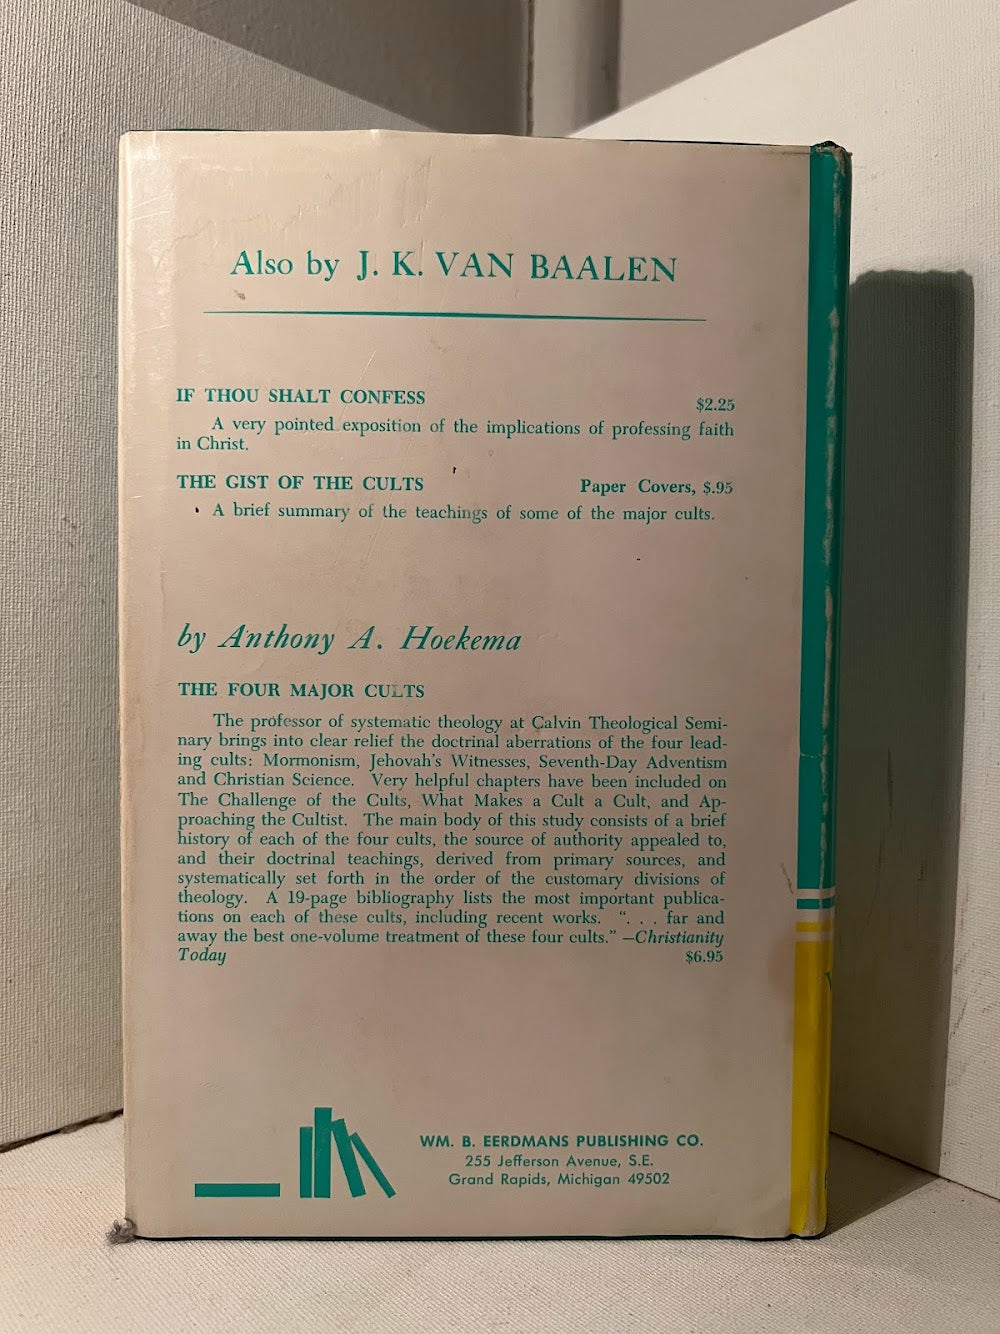 Also by J. K. VAN BAALEN
IF THOU SHALT CONFESS $2.25
A very pointed exposition of the implications of professing faith
in Christ.
THE GIST OF THE CULTS Paper Covers, $.95
A brief summary of the teachings of some of the major cults.
by Anthony A. Hoekema
THE FOUR MAJOR CULTS
The professor of systematic theology at Calvin Theological Semi-
nary brings into clear relief the doctrinal aberrations of the four lead-
ing cults: Mormonism, Jehovah's Witnesses, Seventh-Day Adventism
and Christian Science. Very helpful chapters have been included on
The Challenge of the Cults, What Makes a Cult a Cult, and Ap-
proaching the Cultist. The main body of this study consists of a brief
history of each of the four cults, the source of authority appealed to,
and their doctrinal teachings, derived from primary sources, and
systematically set forth in the order of the customary divisions of
theology. A 19-page bibliography lists the most important publica-
tions on each of these cults, including recent works. ". . . far and
away the best one-volume treatment of these four cults." —Christianity
Today $6.95
WM. B. EERDMANS PUBLISHING CO.
255 Jefferson Avenue, S.E.
Grand Rapids, Michigan 49502